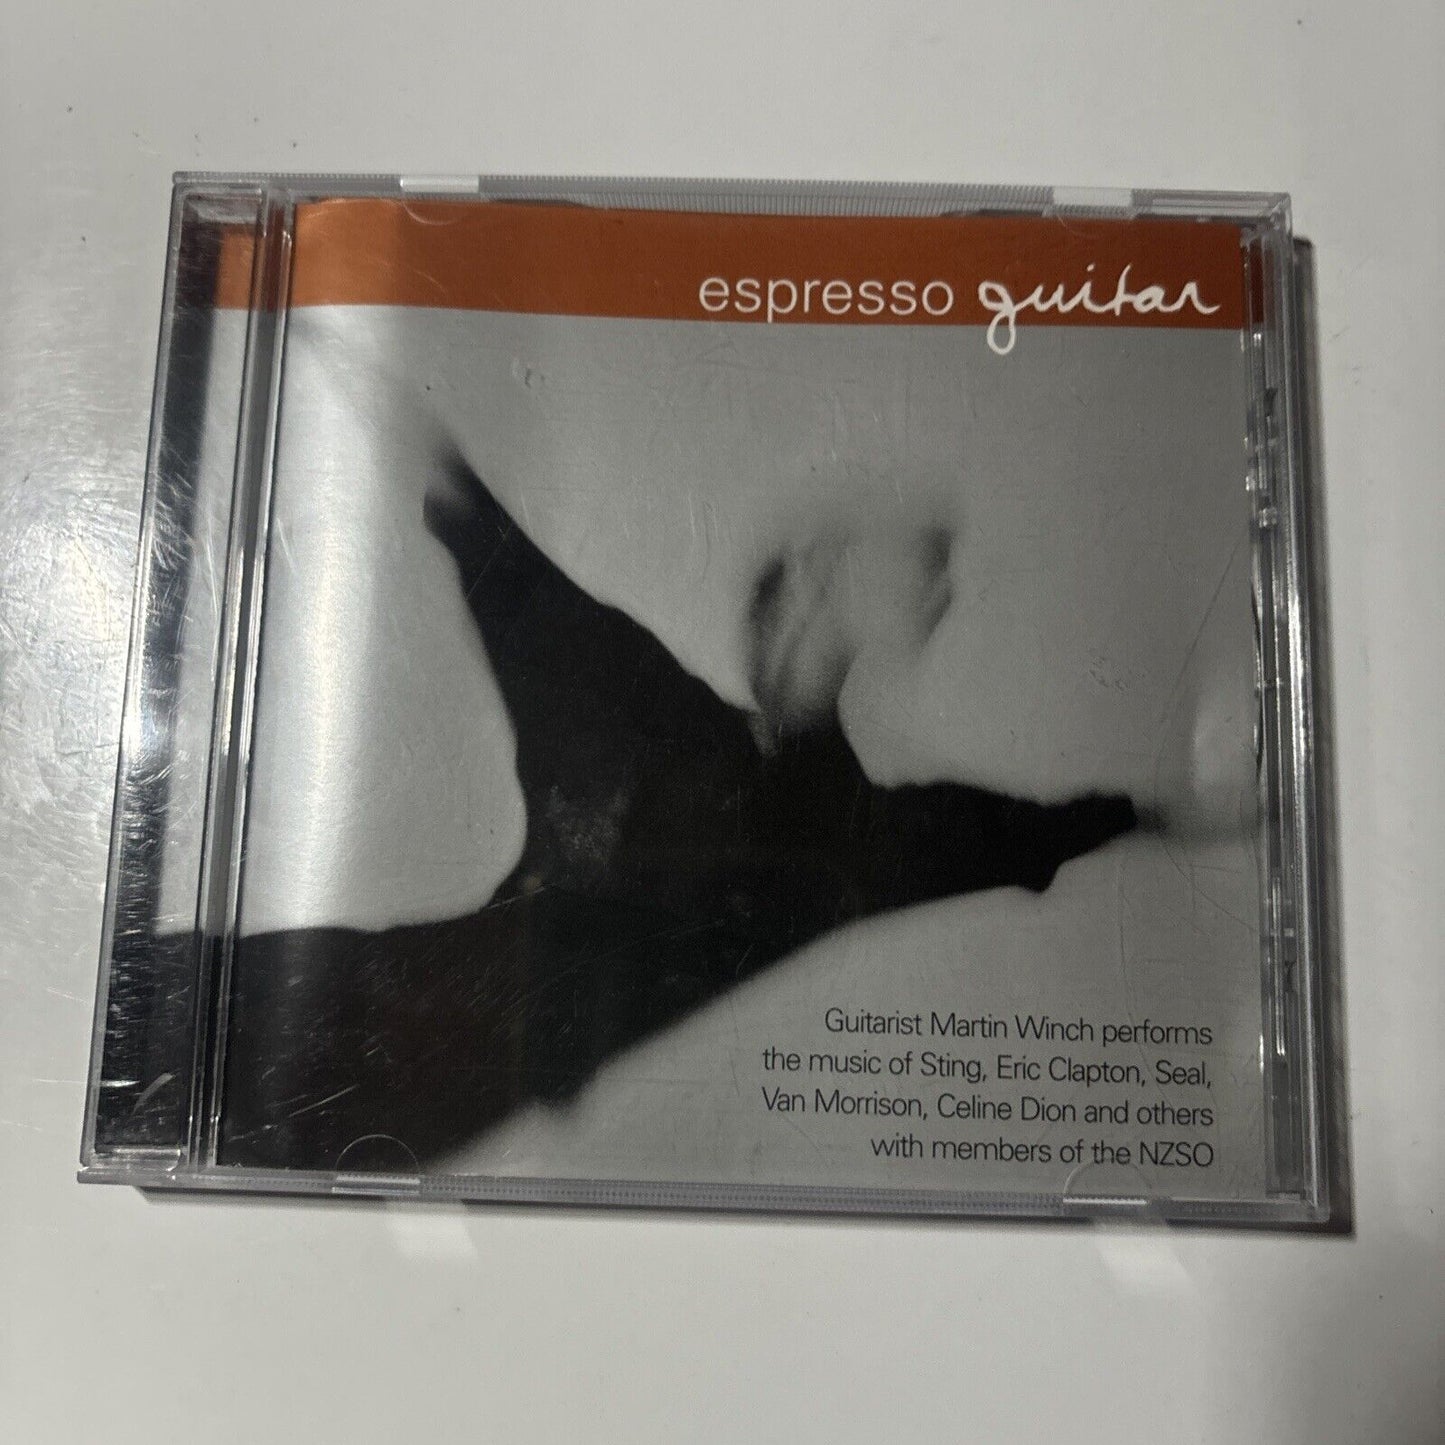 espresso guitar
Guitarist Martin Winch performs
the music of Sting, Eric Clapton, Seal,
Van Morrison, Celine Dion and others
with members of the NZSO